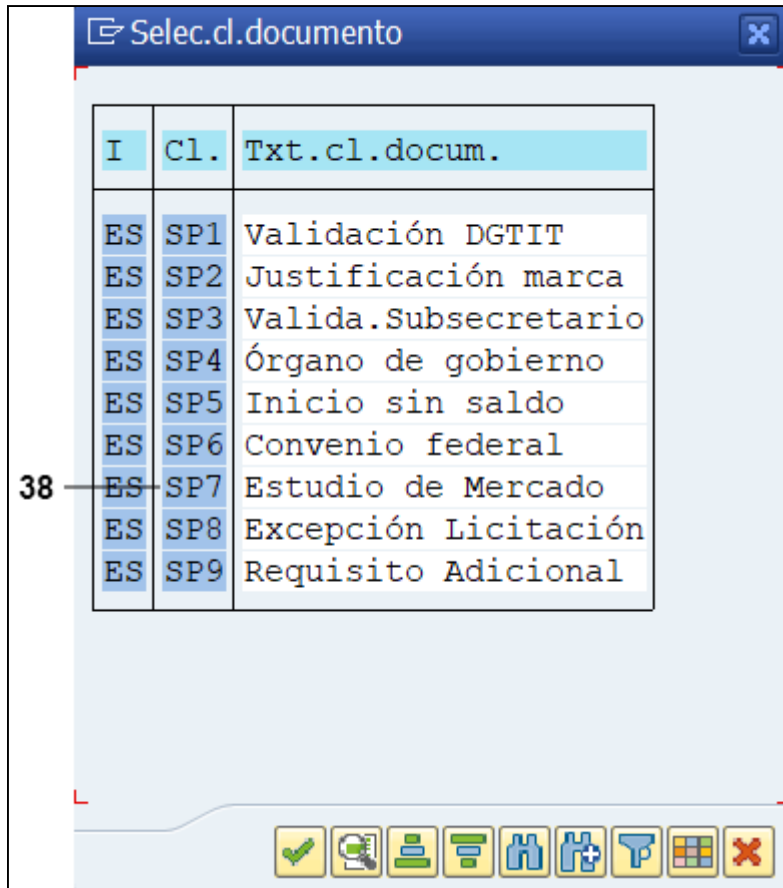 Selec.cl.documento
I Cl. Txt.cl.docum.
ES SP1 Validación DGTIT
ES SP2 Justificación marca
ES SP3 Valida.Subsecretario
ES SP4 Órgano de gobierno
ES SP5 Inicio sin saldo
ES SP6 Convenio federal
38 ES SP7 Estudio de Mercado
ES SP8 Excepción Licitación
ES SP9 Requisito Adicional